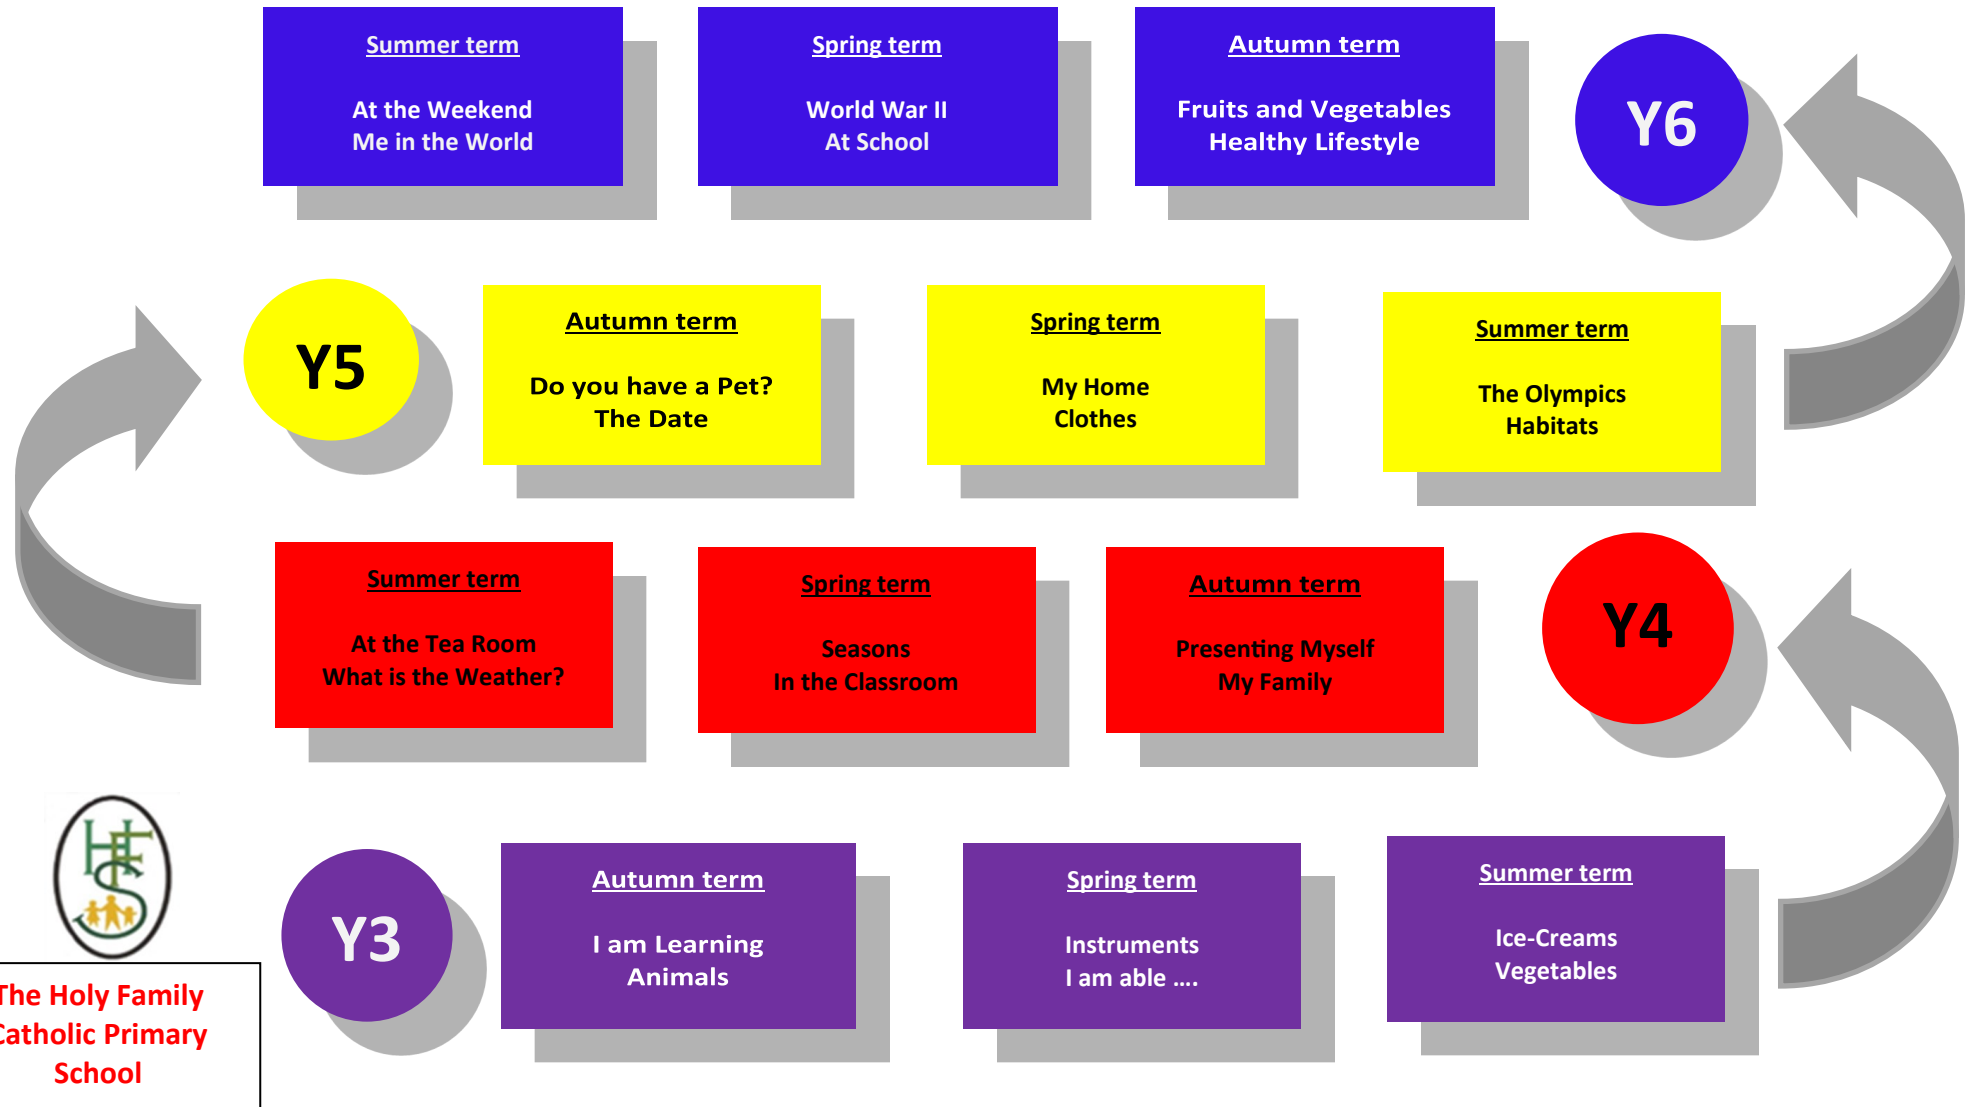 Summer term
At the Weekend
Me in the World
Spring term
World War II
At School
Autumn term
Fruits and Vegetables
Healthy Lifestyle
Y6
Y5
Autumn term
Do you have a Pet?
The Date
Spring term
My Home
Clothes
Summer term
The Olympics
Habitats
Summer term
At the Tea Room
What is the Weather?
Spring term
Seasons
In the Classroom
Autumn term
Presenting Myself
My Family
Y4
HFS
Y3
Autumn term
I am Learning
Animals
Spring term
Instruments
I am able ....
Summer term
Ice-Creams
Vegetables
The Holy Family
Catholic Primary
School